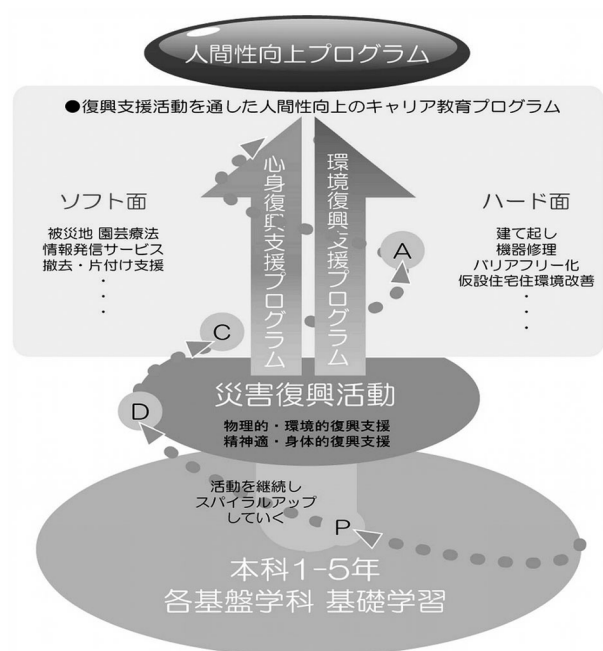 人間性向上プログラム
●復興支援活動を通した人間性向上のキャリア教育プログラム
ソフト面
被災地 園芸療法
情報発信サービス
撤去・片付け支援
・
・
・
心身復興支援プログラム
環境復興支援プログラム
ハード面
建て起し
機器修理
バリアフリー化
仮設住宅住環境改善
・
・
・
A
C
D
災害復興活動
物理的・環境的復興支援
精神適・身体的復興支援
活動を継続し
スパイラルアップ
していく
P
本科1-5年
各基盤学科 基礎学習